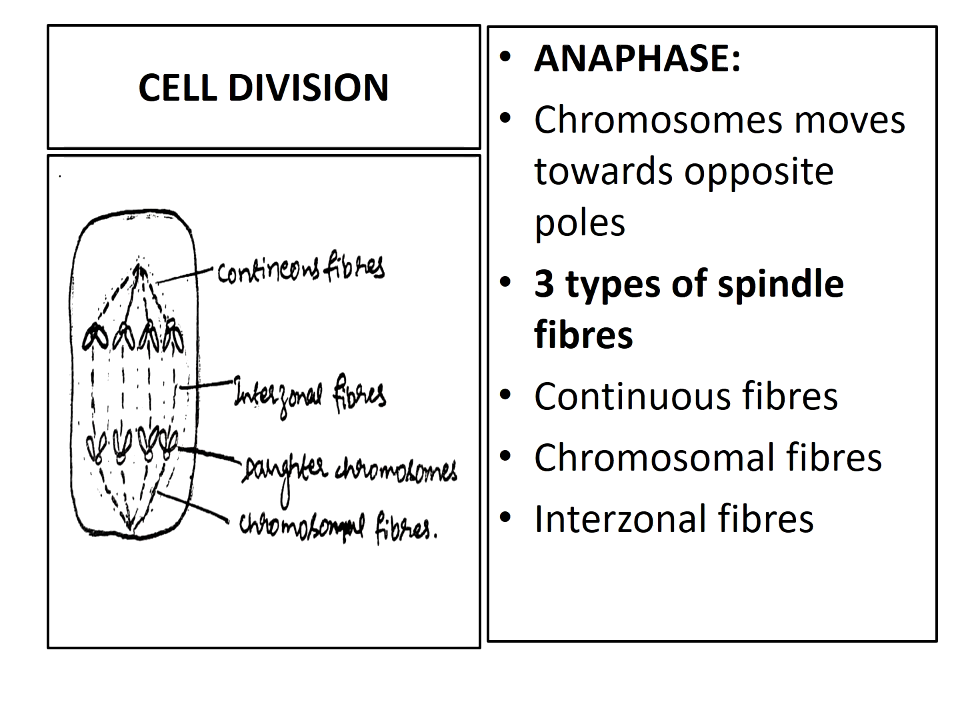 CELL DIVISION
contineous fibres
Interzonal fibres
Daughter chromosomes
chromosomal fibres.
• ANAPHASE:
• Chromosomes moves
towards opposite
poles
• 3 types of spindle
fibres
• Continuous fibres
• Chromosomal fibres
• Interzonal fibres